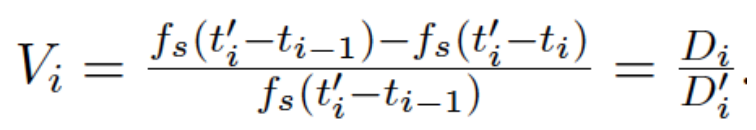 V_i = \frac{f_s(t'_i-t_{i-1})-f_s(t'_i-t_i)}{f_s(t'_i-t_{i-1})} = \frac{D_i}{D'_i}.